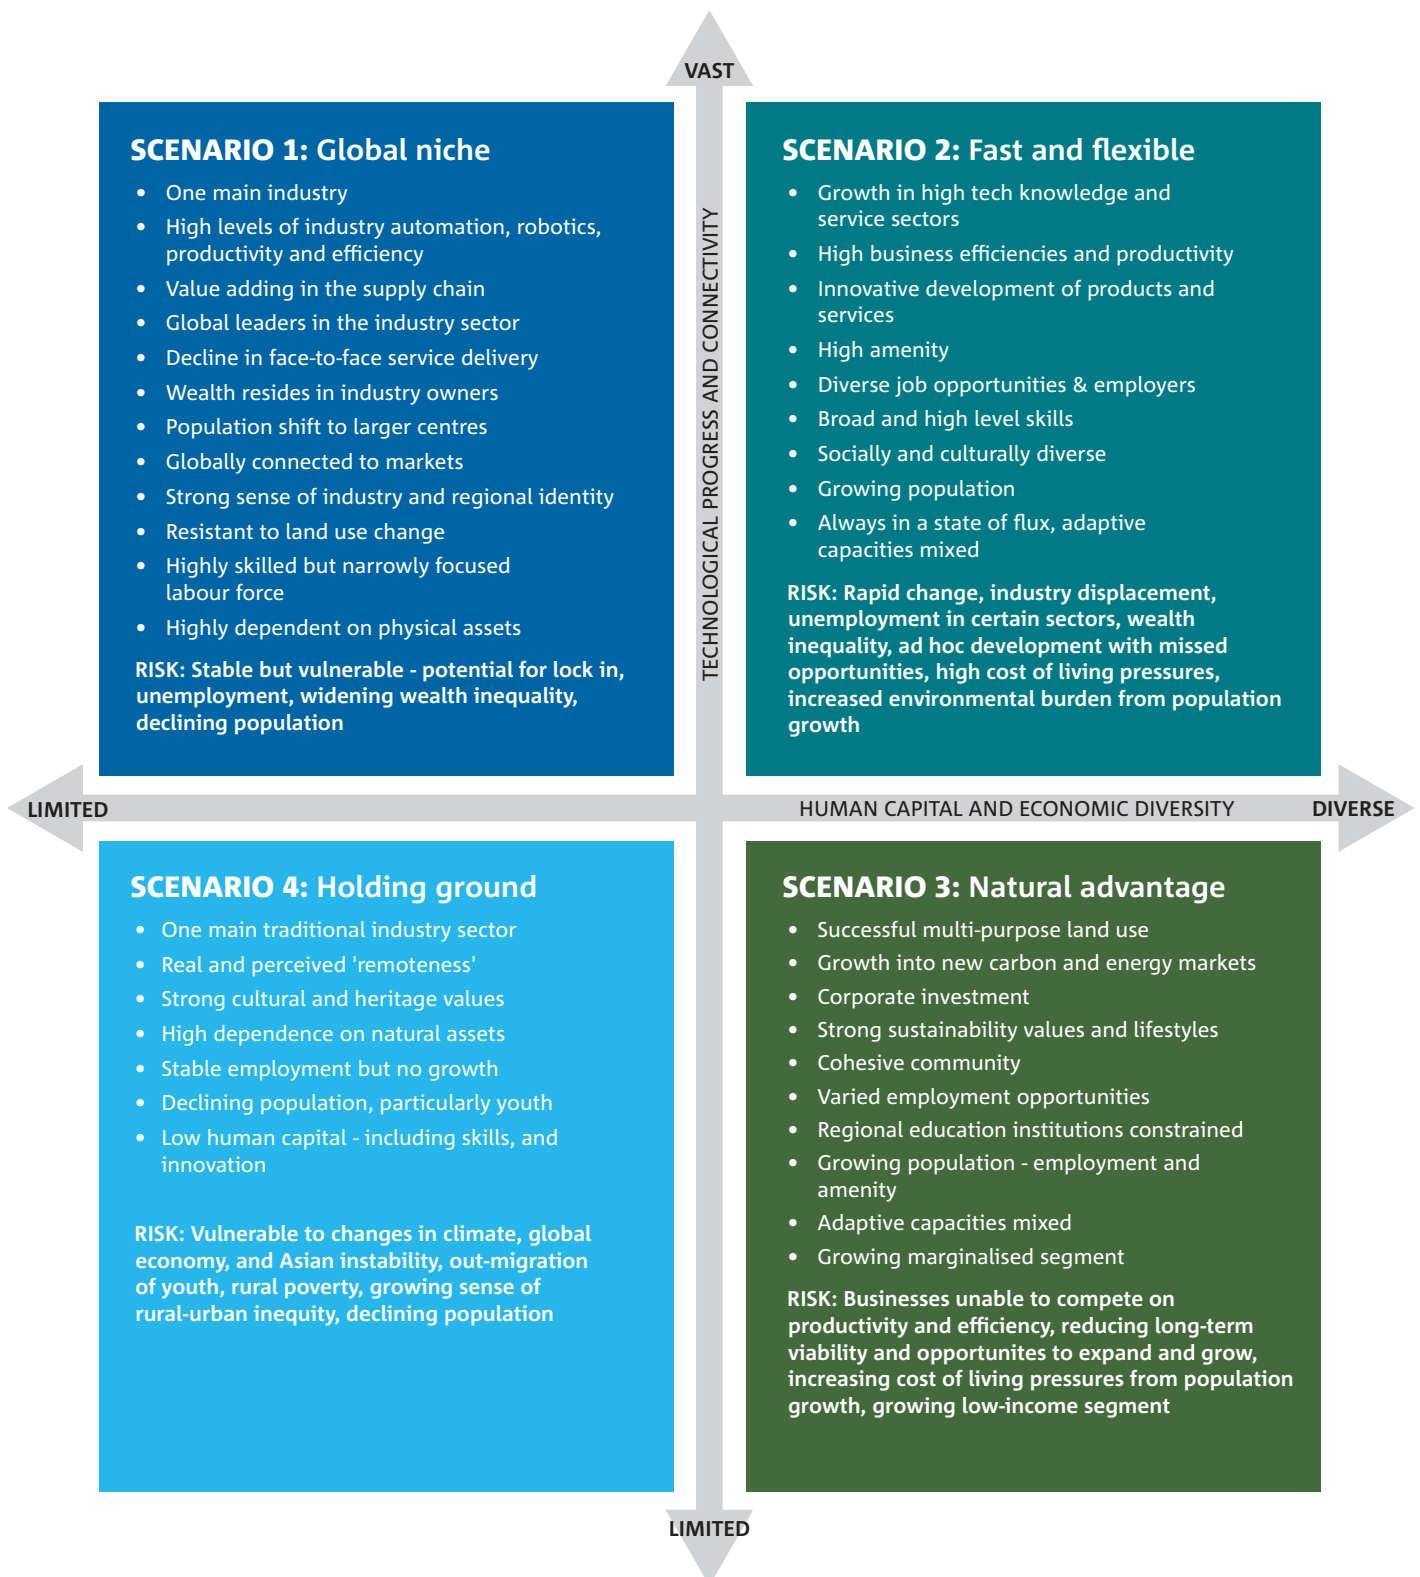 VAST
SCENARIO 1: Global niche
• One main industry
• High levels of industry automation, robotics,
productivity and efficiency
• Value adding in the supply chain
• Global leaders in the industry sector
• Decline in face-to-face service delivery
• Wealth resides in industry owners
• Population shift to larger centres
• Globally connected to markets
• Strong sense of industry and regional identity
• Resistant to land use change
• Highly skilled but narrowly focused
labour force
• Highly dependent on physical assets
RISK: Stable but vulnerable - potential for lock in,
unemployment, widening wealth inequality,
declining population
TECHNOLOGICAL PROGRESS AND CONNECTIVITY
SCENARIO 2: Fast and flexible
• Growth in high tech knowledge and
service sectors
• High business efficiencies and productivity
• Innovative development of products and
services
• High amenity
• Diverse job opportunities & employers
• Broad and high level skills
• Socially and culturally diverse
• Growing population
• Always in a state of flux, adaptive
capacities mixed
RISK: Rapid change, industry displacement,
unemployment in certain sectors, wealth
inequality, ad hoc development with missed
opportunities, high cost of living pressures,
increased environmental burden from population
growth
LIMITED
HUMAN CAPITAL AND ECONOMIC DIVERSITY
DIVERSE
SCENARIO 4: Holding ground
• One main traditional industry sector
• Real and perceived 'remoteness'
• Strong cultural and heritage values
• High dependence on natural assets
• Stable employment but no growth
• Declining population, particularly youth
• Low human capital - including skills, and
innovation
RISK: Vulnerable to changes in climate, global
economy, and Asian instability, out-migration
of youth, rural poverty, growing sense of
rural-urban inequity, declining population
SCENARIO 3: Natural advantage
• Successful multi-purpose land use
• Growth into new carbon and energy markets
• Corporate investment
• Strong sustainability values and lifestyles
• Cohesive community
• Varied employment opportunities
• Regional education institutions constrained
• Growing population - employment and
amenity
• Adaptive capacities mixed
• Growing marginalised segment
RISK: Businesses unable to compete on
productivity and efficiency, reducing long-term
viability and opportunites to expand and grow,
increasing cost of living pressures from population
growth, growing low-income segment
LIMITED